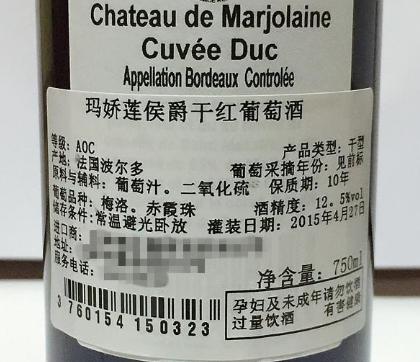 Chateau de Marjolaine
Cuvée Duc
Appellation Bordeaux Controlée
玛娇莲侯爵干红葡萄酒
等级: AOC 产品类型: 干型
产地: 法国波尔多 葡萄采摘年份: 见前标
原料与辅料: 葡萄汁。二氧化硫 保质期: 10年
葡萄品种: 梅洛。赤霞珠 酒精度: 12.5%vol
储存条件: 常温避光卧放 灌装日期: 2015年4月27日
进口商:
地址:
服务电话:
净含量: 750ml
孕妇及未成年请勿饮酒
过量饮酒 有害健康
3 760154 150323